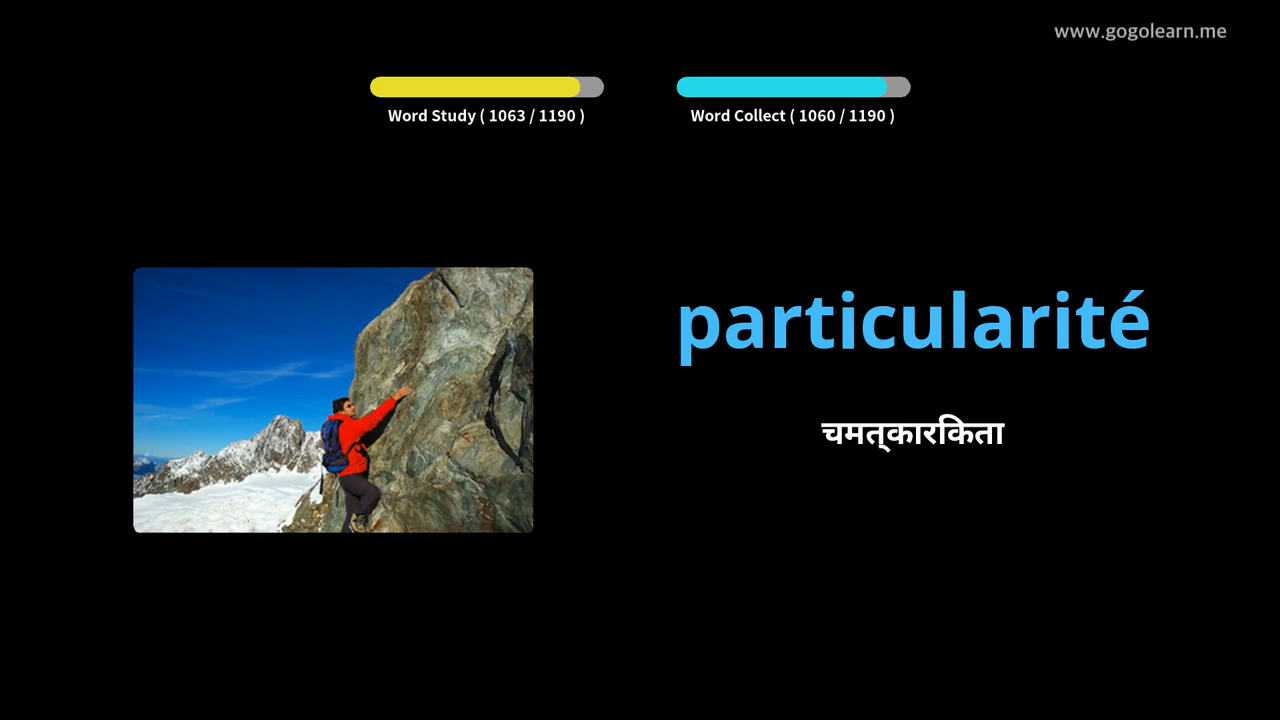 www.gogolearn.me
Word Study ( 1063 / 1190 )
Word Collect ( 1060 / 1190 )
particularité
चमत्कारकिता